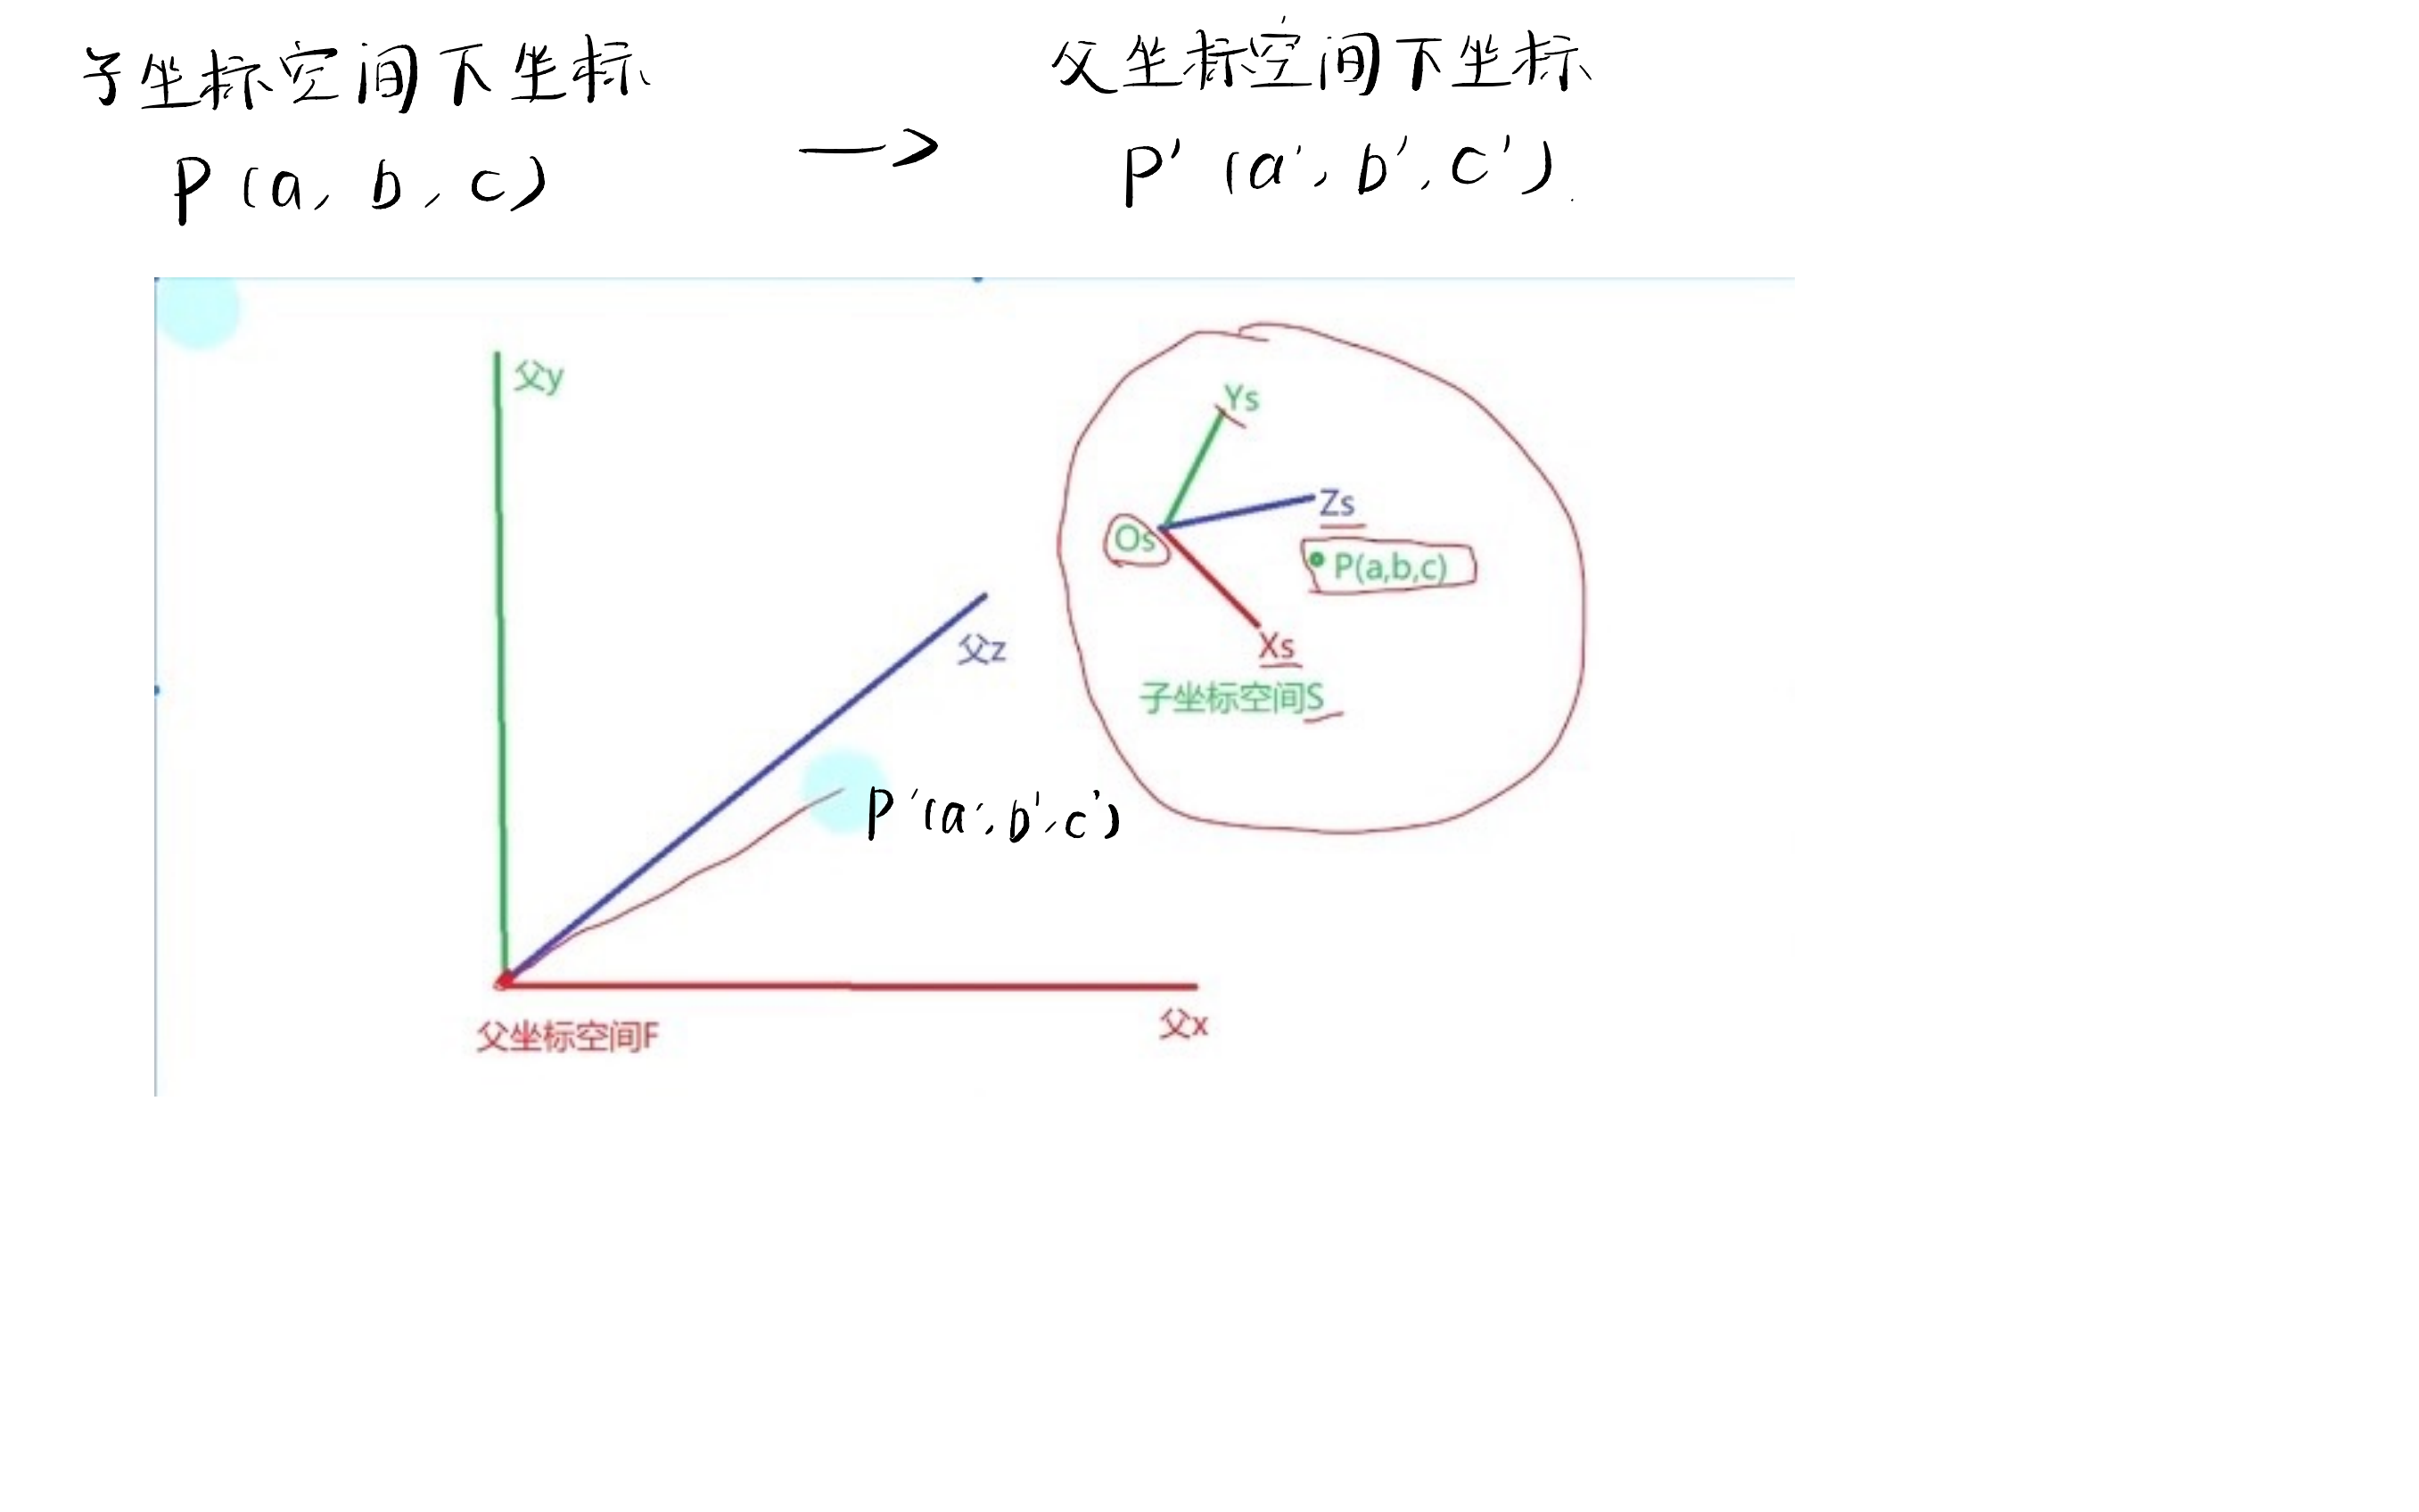 子坐标空间下坐标
P(a, b, c)
→
父坐标空间下坐标
P'(a', b', c').
父y
Ys
Zs
Os
P(a,b,c)
父z
Xs
子坐标空间S
P'(a', b', c')
父坐标空间F
父x